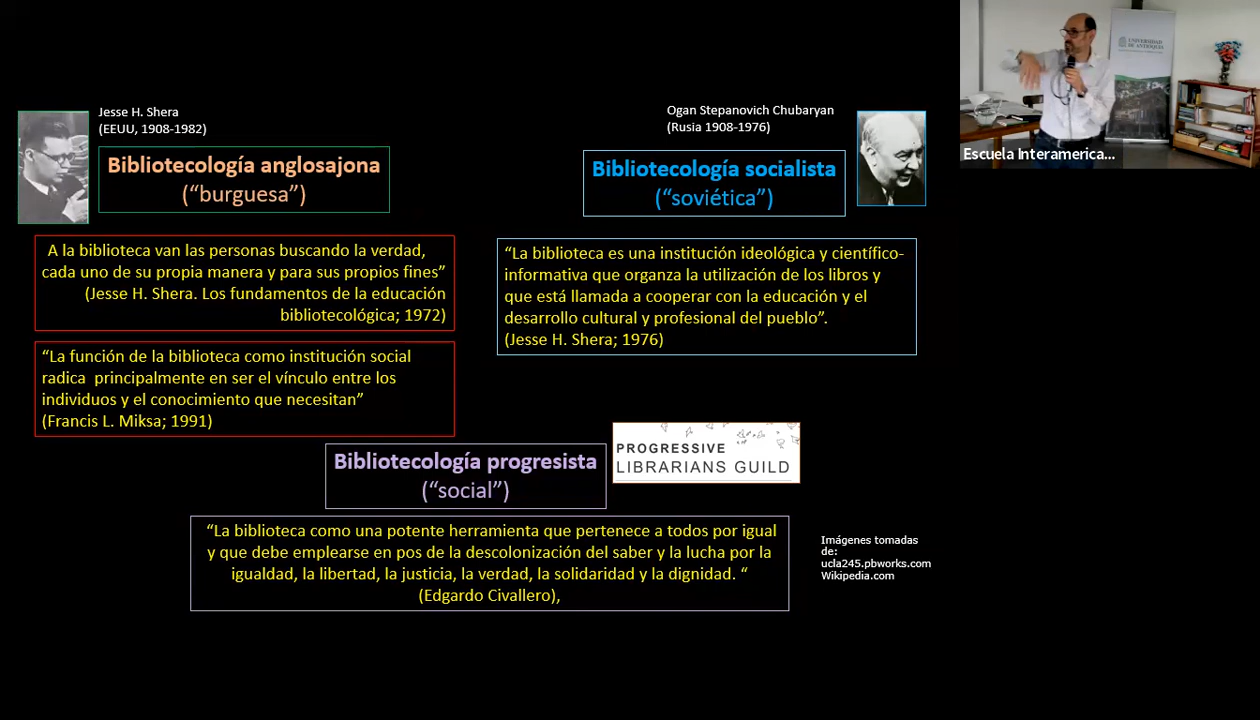 Jesse H. Shera
(EEUU, 1908-1982)
Bibliotecología anglosajona
(“burguesa”)
A la biblioteca van las personas buscando la verdad,
cada uno de su propia manera y para sus propios fines”
(Jesse H. Shera. Los fundamentos de la educación
bibliotecológica; 1972)
“La función de la biblioteca como institución social
radica principalmente en ser el vínculo entre los
individuos y el conocimiento que necesitan”
(Francis L. Miksa; 1991)
Ogan Stepanovich Chubaryan
(Rusia 1908-1976)
Bibliotecología socialista
(“soviética”)
“La biblioteca es una institución ideológica y científico-
informativa que organza la utilización de los libros y
que está llamada a cooperar con la educación y el
desarrollo cultural y profesional del pueblo”.
(Jesse H. Shera; 1976)
Bibliotecología progresista
(“social”)
PROGRESSIVE
LIBRARIANS GUILD
“La biblioteca como una potente herramienta que pertenece a todos por igual
y que debe emplearse en pos de la descolonización del saber y la lucha por la
igualdad, la libertad, la justicia, la verdad, la solidaridad y la dignidad. “
(Edgardo Civallero),
Imágenes tomadas
de:
ucla245.pbworks.com
Wikipedia.com
UNIVERSIDAD
DE ANTIOQUIA
Escuela Interamerica...